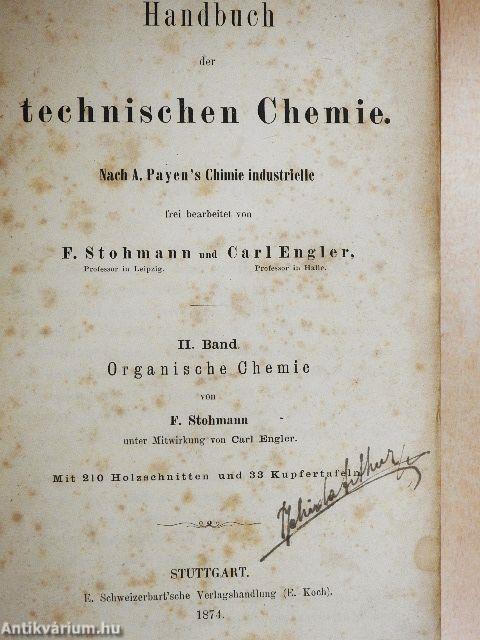 Handbuch
der
technischen Chemie.
Nach A. Payen's Chimie industrielle
frei bearbeitet von
F. Stohmann und Carl Engler,
Professor in Leipzig. Professor in Halle.
II. Band.
Organische Chemie
von
F. Stohmann
unter Mitwirkung von Carl Engler.
Mit 210 Holzschnitten und 33 Kupfertafeln.
STUTTGART.
E. Schweizerbart'sche Verlagshandlung (E. Koch).
1874.
Antikvárium.hu